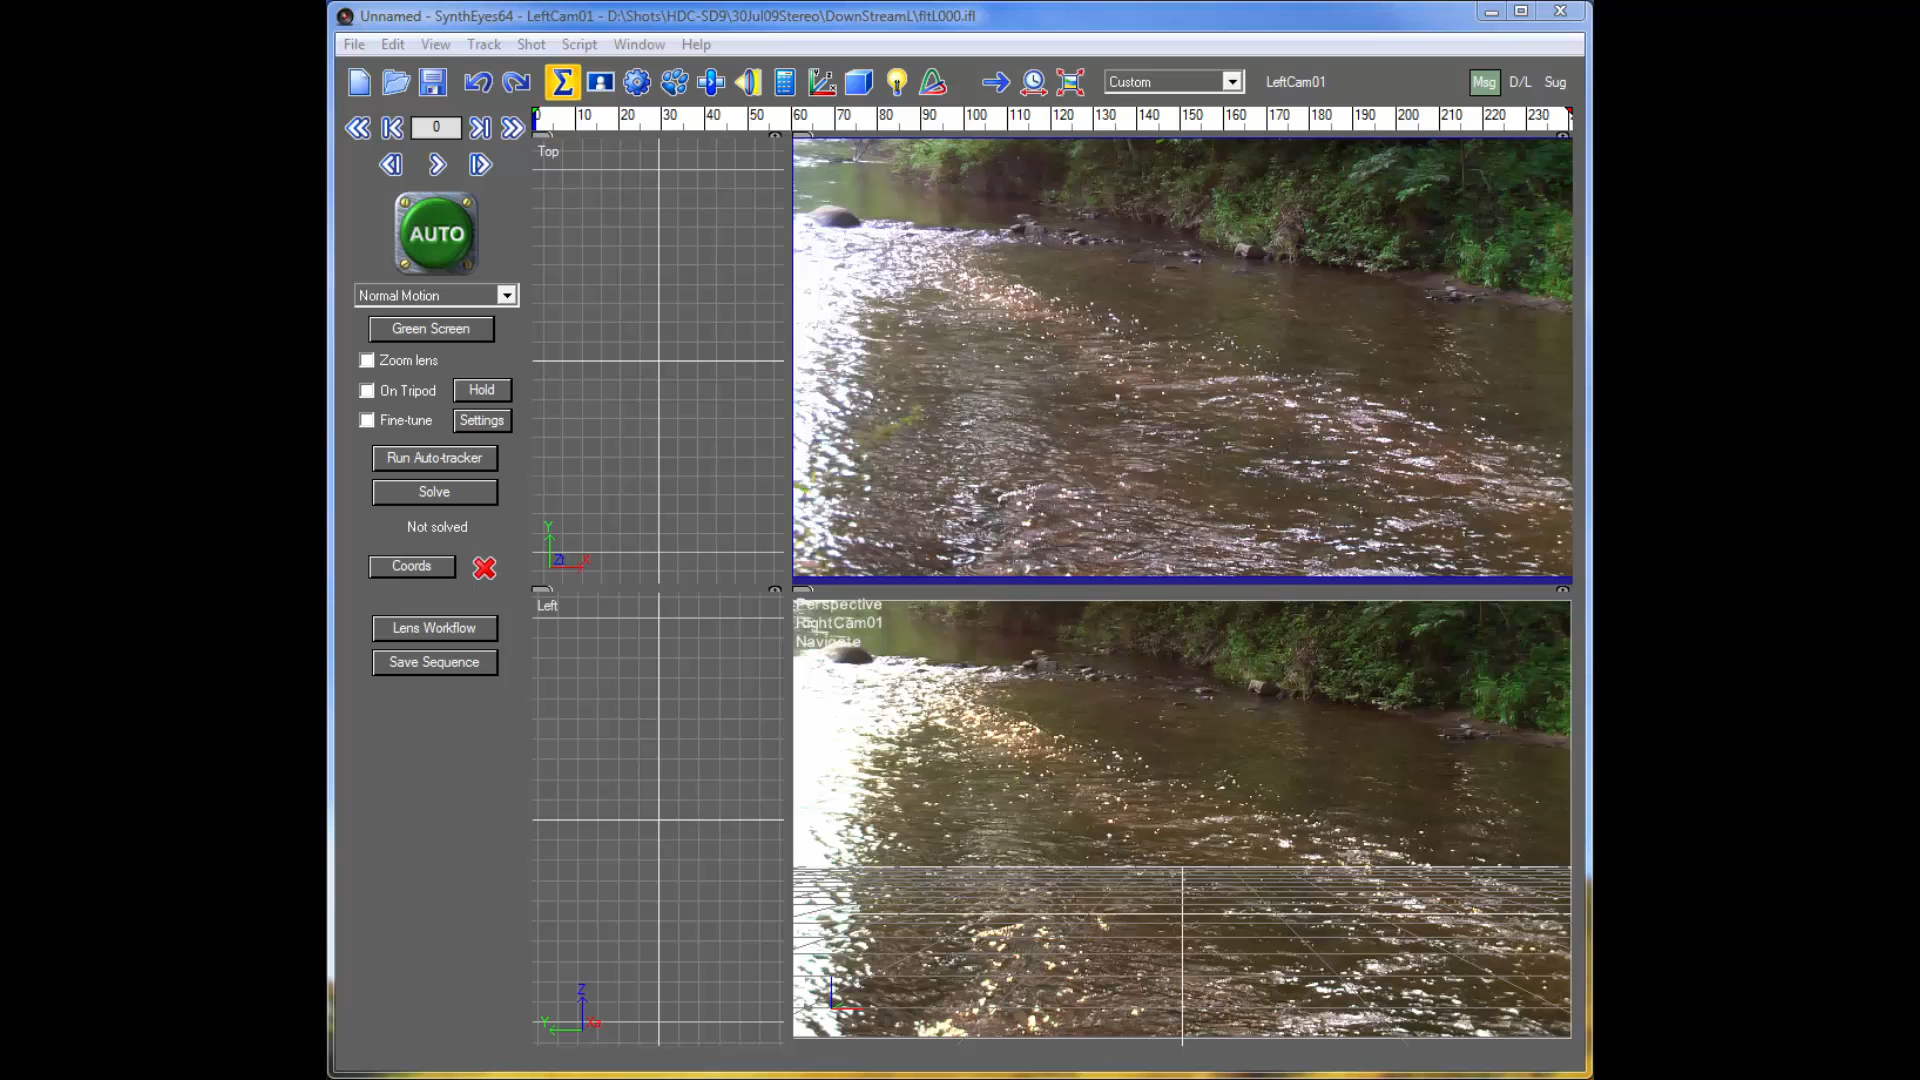 Unnamed - SynthEyes64 - LeftCam01 - D:\Shots\HDC-SD9\30Jul09Stereo\DownStreamL\fltL000.ifl
File Edit View Track Shot Script Window Help
Custom LeftCam01 Msg D/L Sug
0 10 20 30 40 50 60 70 80 90 100 110 120 130 140 150 160 170 180 190 200 210 220 230
0
AUTO
Normal Motion
Green Screen
Zoom lens
On Tripod Hold
Fine-tune Settings
Run Auto-tracker
Solve
Not solved
Coords
Lens Workflow
Save Sequence
Top
Y
X
Left
Z
Y
Perspective
RightCam01
Navigate